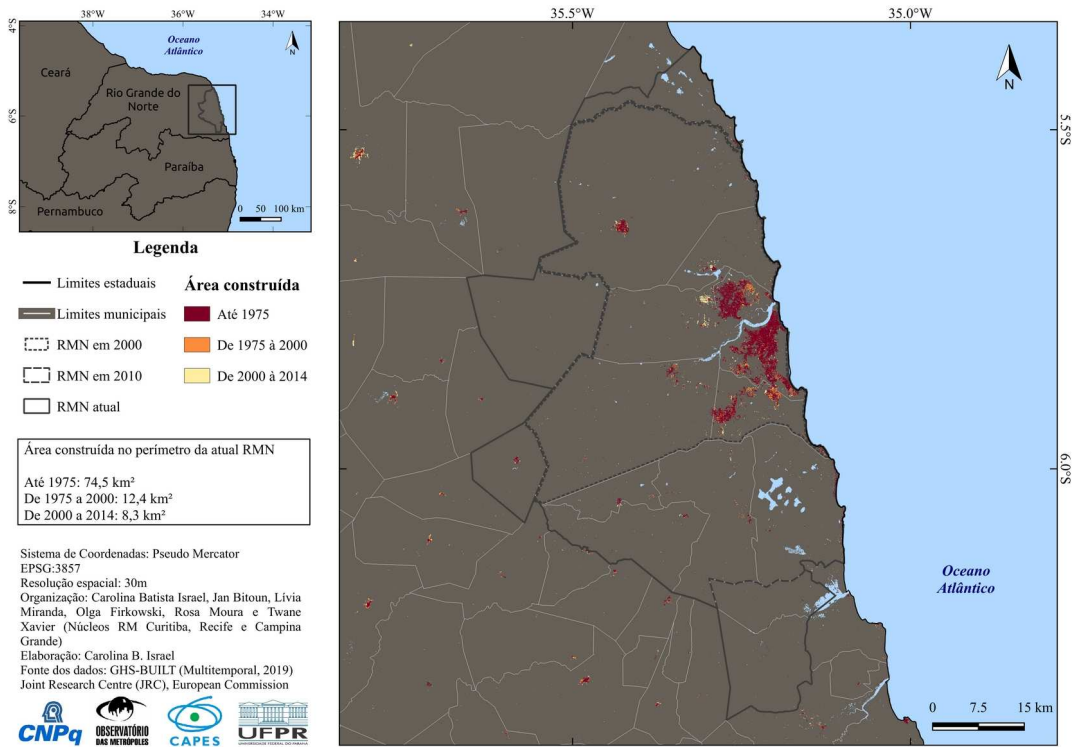 38°W
36°W
34°W
4°S
6°S
8°S
Oceano
Atlântico
N
Ceará
Rio Grande do
Norte
Paraíba
Pernambuco
0 50 100 km
Legenda
Limites estaduais
Limites municipais
RMN em 2000
RMN em 2010
RMN atual
Área construída
Até 1975
De 1975 à 2000
De 2000 à 2014
Área construída no perímetro da atual RMN
Até 1975: 74,5 km²
De 1975 a 2000: 12,4 km²
De 2000 a 2014: 8,3 km²
Sistema de Coordenadas: Pseudo Mercator
EPSG:3857
Resolução espacial: 30m
Organização: Carolina Batista Israel, Jan Bitoun, Lívia
Miranda, Olga Firkowski, Rosa Moura e Twane
Xavier (Núcleos RM Curitiba, Recife e Campina
Grande)
Elaboração: Carolina B. Israel
Fonte dos dados: GHS-BUILT (Multitemporal, 2019)
Joint Research Centre (JRC), European Commission
CNPq
OBSERVATÓRIO
DAS METRÓPOLES
CAPES
UFPR
UNIVERSIDADE FEDERAL DO PARANÁ
35.5°W
35.0°W
N
5.5°S
6.0°S
Oceano
Atlântico
0 7.5 15 km